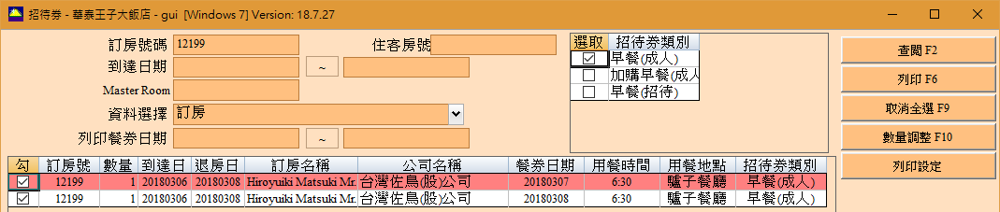 招待券 - 華泰王子大飯店 - gui [Windows 7] Version: 18.7.27
訂房號碼 12199 住客房號
到達日期 ~
Master Room
資料選擇 訂房
列印餐券日期 ~
選取 招待券類別
早餐(成人)
加購早餐(成人
早餐(招待)
查閱 F2
列印 F6
取消全選 F9
數量調整 F10
列印設定
勾 訂房號 數量 到達日 退房日 訂房名稱 公司名稱 餐券日期 用餐時間 用餐地點 招待券類別
12199 1 20180306 20180308 Hiroyuiki Matsuki Mr. 台灣佐鳥(股)公司 20180307 6:30 驢子餐廳 早餐(成人)
12199 1 20180306 20180308 Hiroyuiki Matsuki Mr. 台灣佐鳥(股)公司 20180308 6:30 驢子餐廳 早餐(成人)